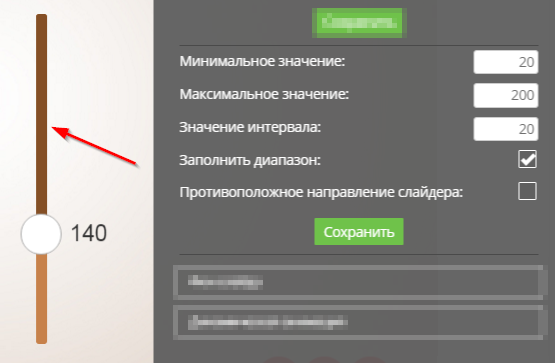 Минимальное значение:
20
Максимальное значение:
200
Значение интервала:
20
Заполнить диапазон:
Противоположное направление слайдера:
140
Сохранить